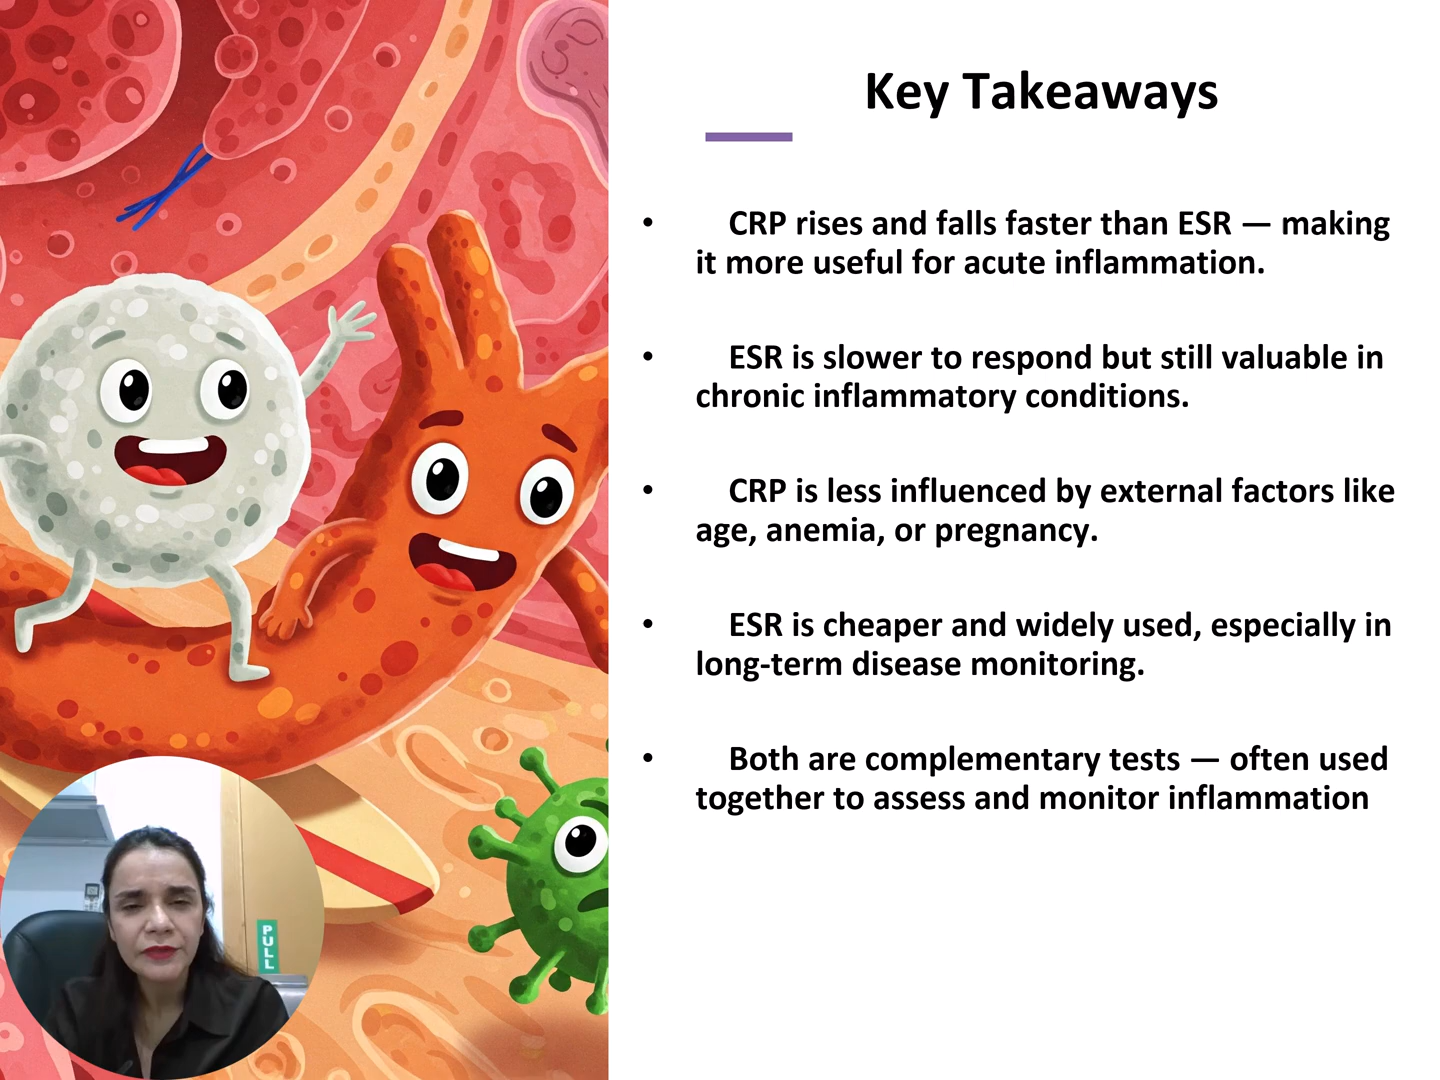 Key Takeaways
• CRP rises and falls faster than ESR — making
it more useful for acute inflammation.
• ESR is slower to respond but still valuable in
chronic inflammatory conditions.
• CRP is less influenced by external factors like
age, anemia, or pregnancy.
• ESR is cheaper and widely used, especially in
long-term disease monitoring.
• Both are complementary tests — often used
together to assess and monitor inflammation
PULL